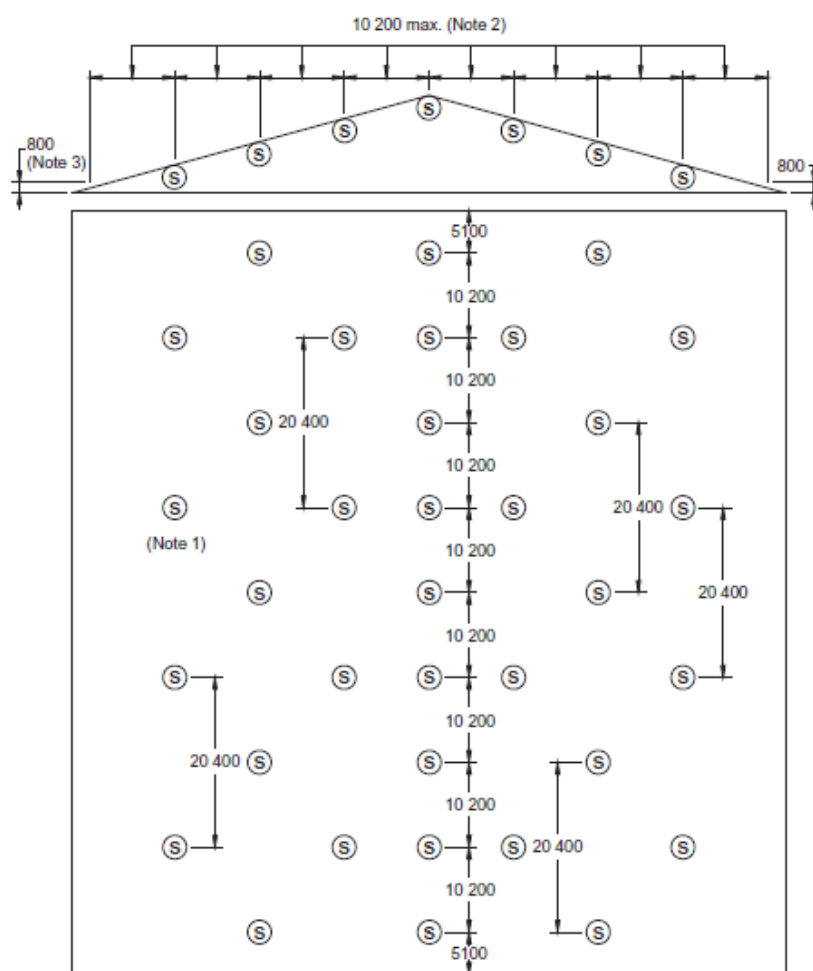 10 200 max. (Note 2)
S
S S
800
(Note 3)
S S
800
S S
5100
S S S
10 200
S S S S S
10 200
S 20 400 S S
10 200
S S S S 20 400 S
(Note 1)
10 200
S S S 20 400
10 200
S S S S S
10 200
20 400 S S S
10 200
S S S S 20 400 S
10 200
S S S
5100